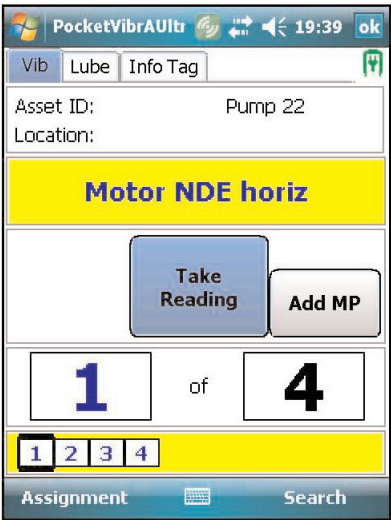 PocketVibrAUltr 19:39 ok
Vib Lube Info Tag
Asset ID: Pump 22
Location:
Motor NDE horiz
Take
Reading
Add MP
1 of 4
1 2 3 4
Assignment Search